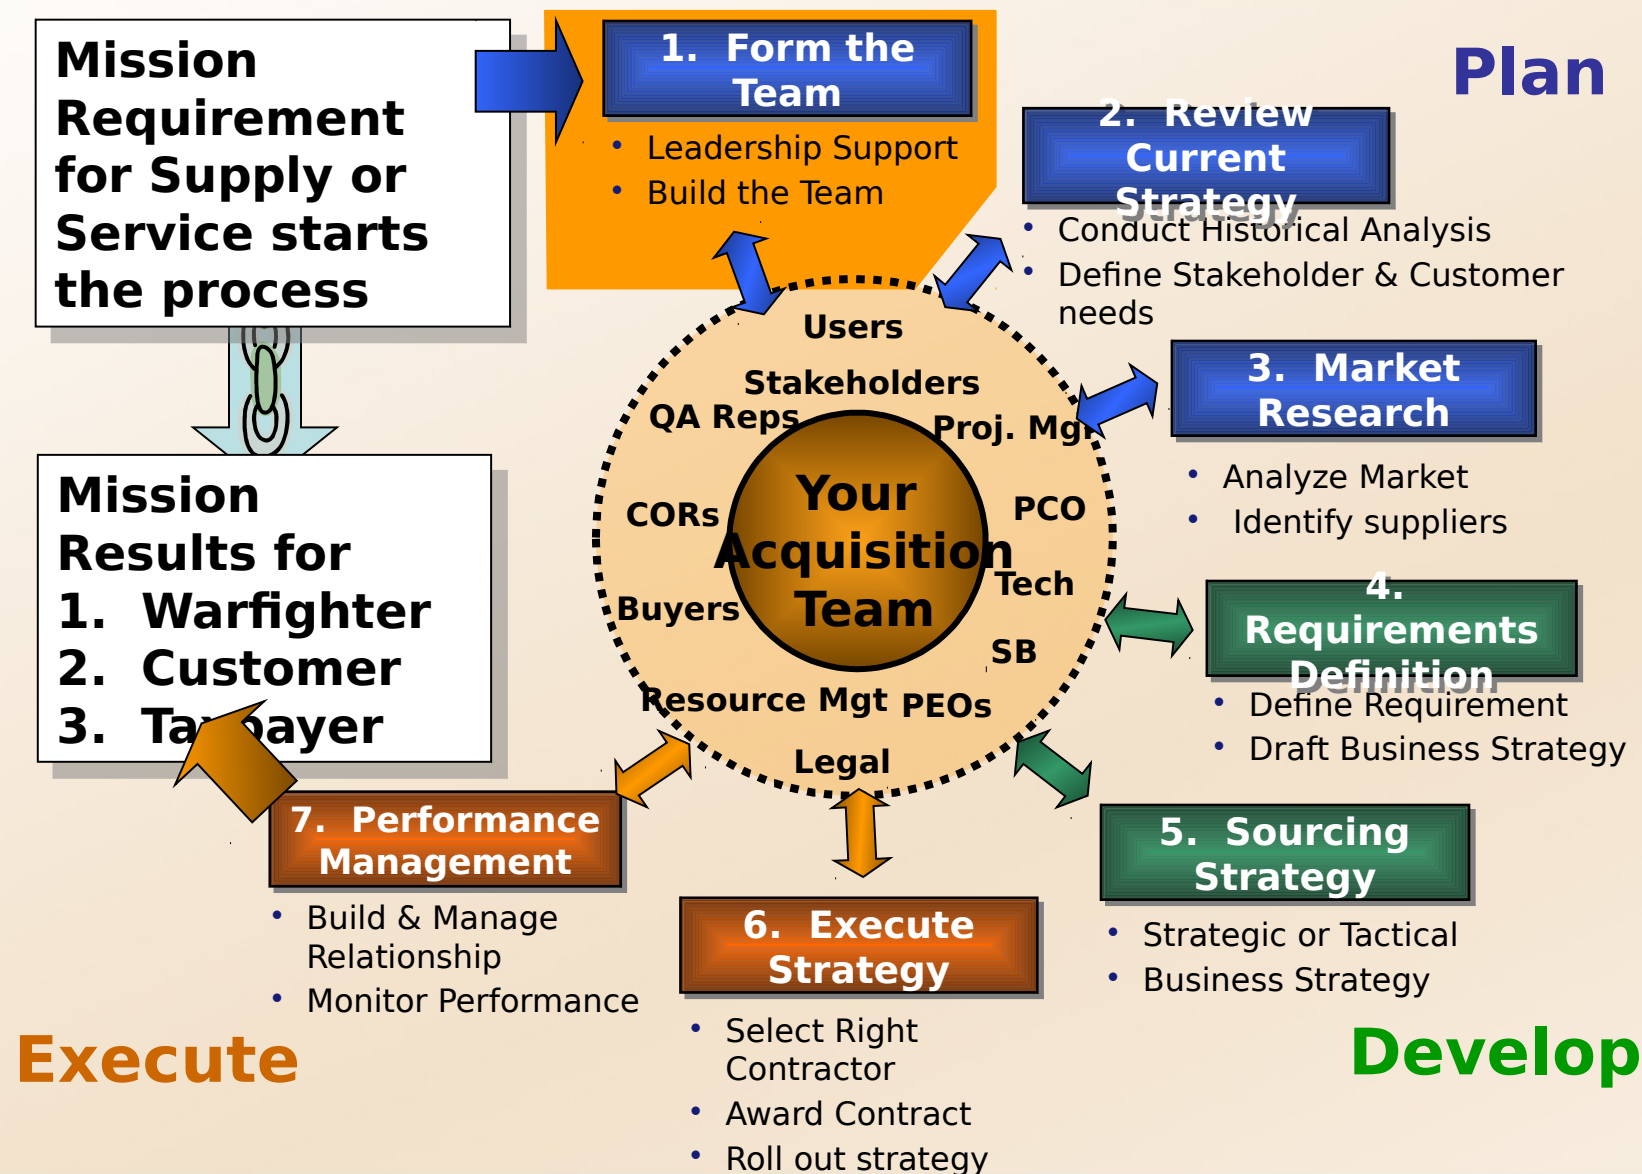 Mission
Requirement
for Supply or
Service starts
the process
1. Form the
Team
• Leadership Support
• Build the Team
Plan
2. Review
Current
Strategy
• Conduct Historical Analysis
• Define Stakeholder & Customer
needs
3. Market
Research
• Analyze Market
• Identify suppliers
4.
Requirements
Definition
• Define Requirement
• Draft Business Strategy
5. Sourcing
Strategy
• Strategic or Tactical
• Business Strategy
Develop
6. Execute
Strategy
• Select Right
Contractor
• Award Contract
• Roll out strategy
7. Performance
Management
• Build & Manage
Relationship
• Monitor Performance
Execute
Mission
Results for
1. Warfighter
2. Customer
3. Taxpayer
Users
Stakeholders
QA Reps
Proj. Mgr
CORs
PCO
Your
Acquisition
Team
Tech
Buyers
SB
Resource Mgt
PEOs
Legal